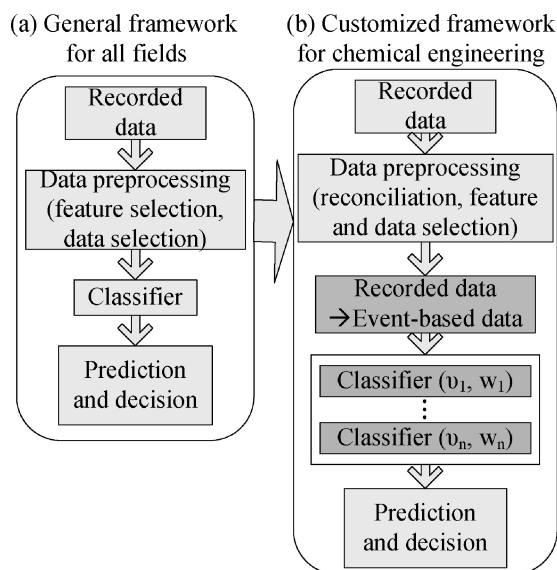 (a) General framework
for all fields
Recorded
data
Data preprocessing
(feature selection,
data selection)
Classifier
Prediction
and decision
(b) Customized framework
for chemical engineering
Recorded
data
Data preprocessing
(reconciliation, feature
and data selection)
Recorded data
→Event-based data
Classifier (υ₁, w₁)
⋮
Classifier (υₙ, wₙ)
Prediction
and decision